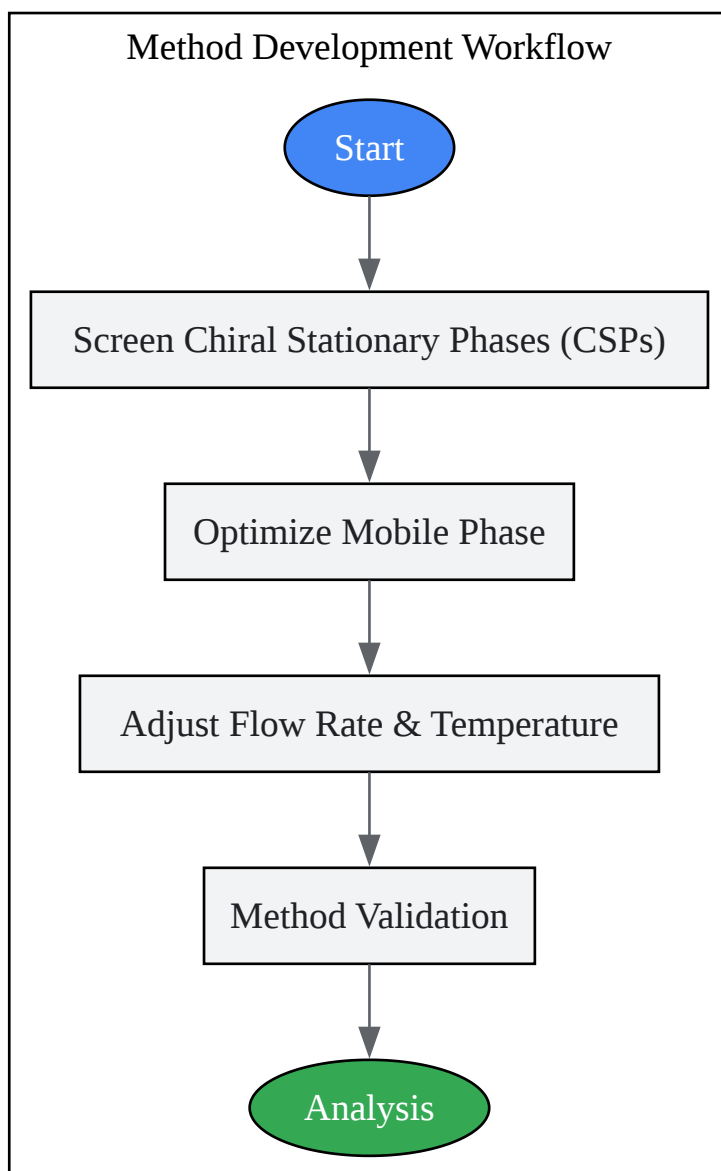 Method Development Workflow
Start
Screen Chiral Stationary Phases (CSPs)
Optimize Mobile Phase
Adjust Flow Rate & Temperature
Method Validation
Analysis